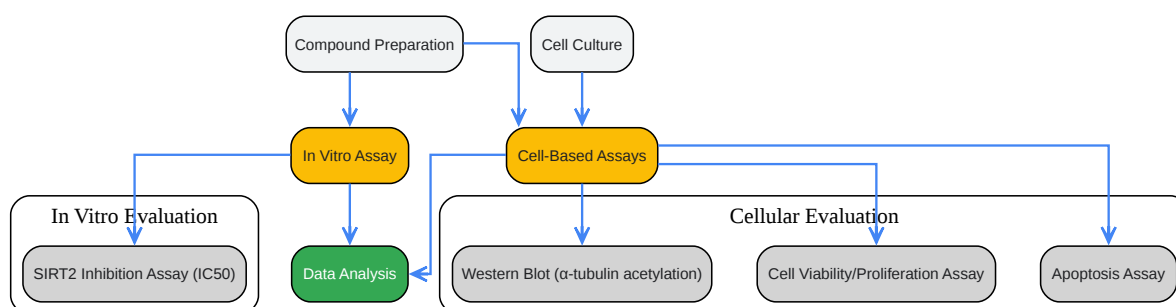 Compound Preparation
Cell Culture
In Vitro Assay
Cell-Based Assays
In Vitro Evaluation
Cellular Evaluation
SIRT2 Inhibition Assay (IC50)
Data Analysis
Western Blot (α-tubulin acetylation)
Cell Viability/Proliferation Assay
Apoptosis Assay